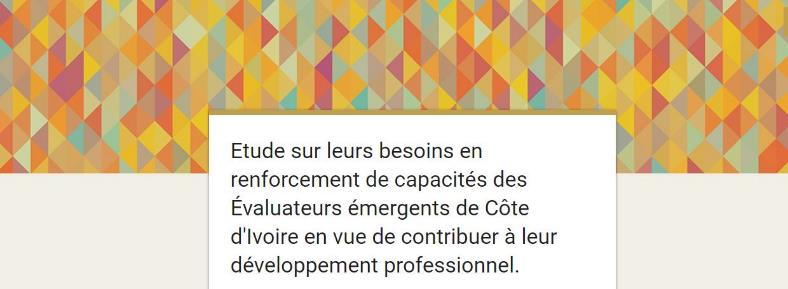 Etude sur leurs besoins en
renforcement de capacités des
Évaluateurs émergents de Côte
d'Ivoire en vue de contribuer à leur
développement professionnel.